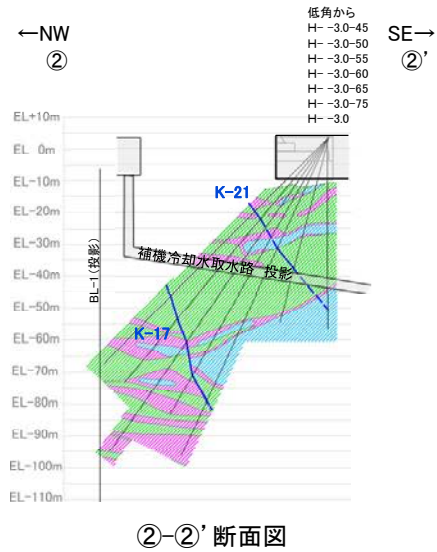 低角から
H- -3.0-45
H- -3.0-50
H- -3.0-55
H- -3.0-60
H- -3.0-65
H- -3.0-75
H- -3.0
←NW
②
SE→
②’
EL+10m
EL 0m
EL-10m
EL-20m
EL-30m
EL-40m
EL-50m
EL-60m
EL-70m
EL-80m
EL-90m
EL-100m
EL-110m
K-21
補機冷却水取水路 投影
BL-I(投影)
K-17
②-②’断面図